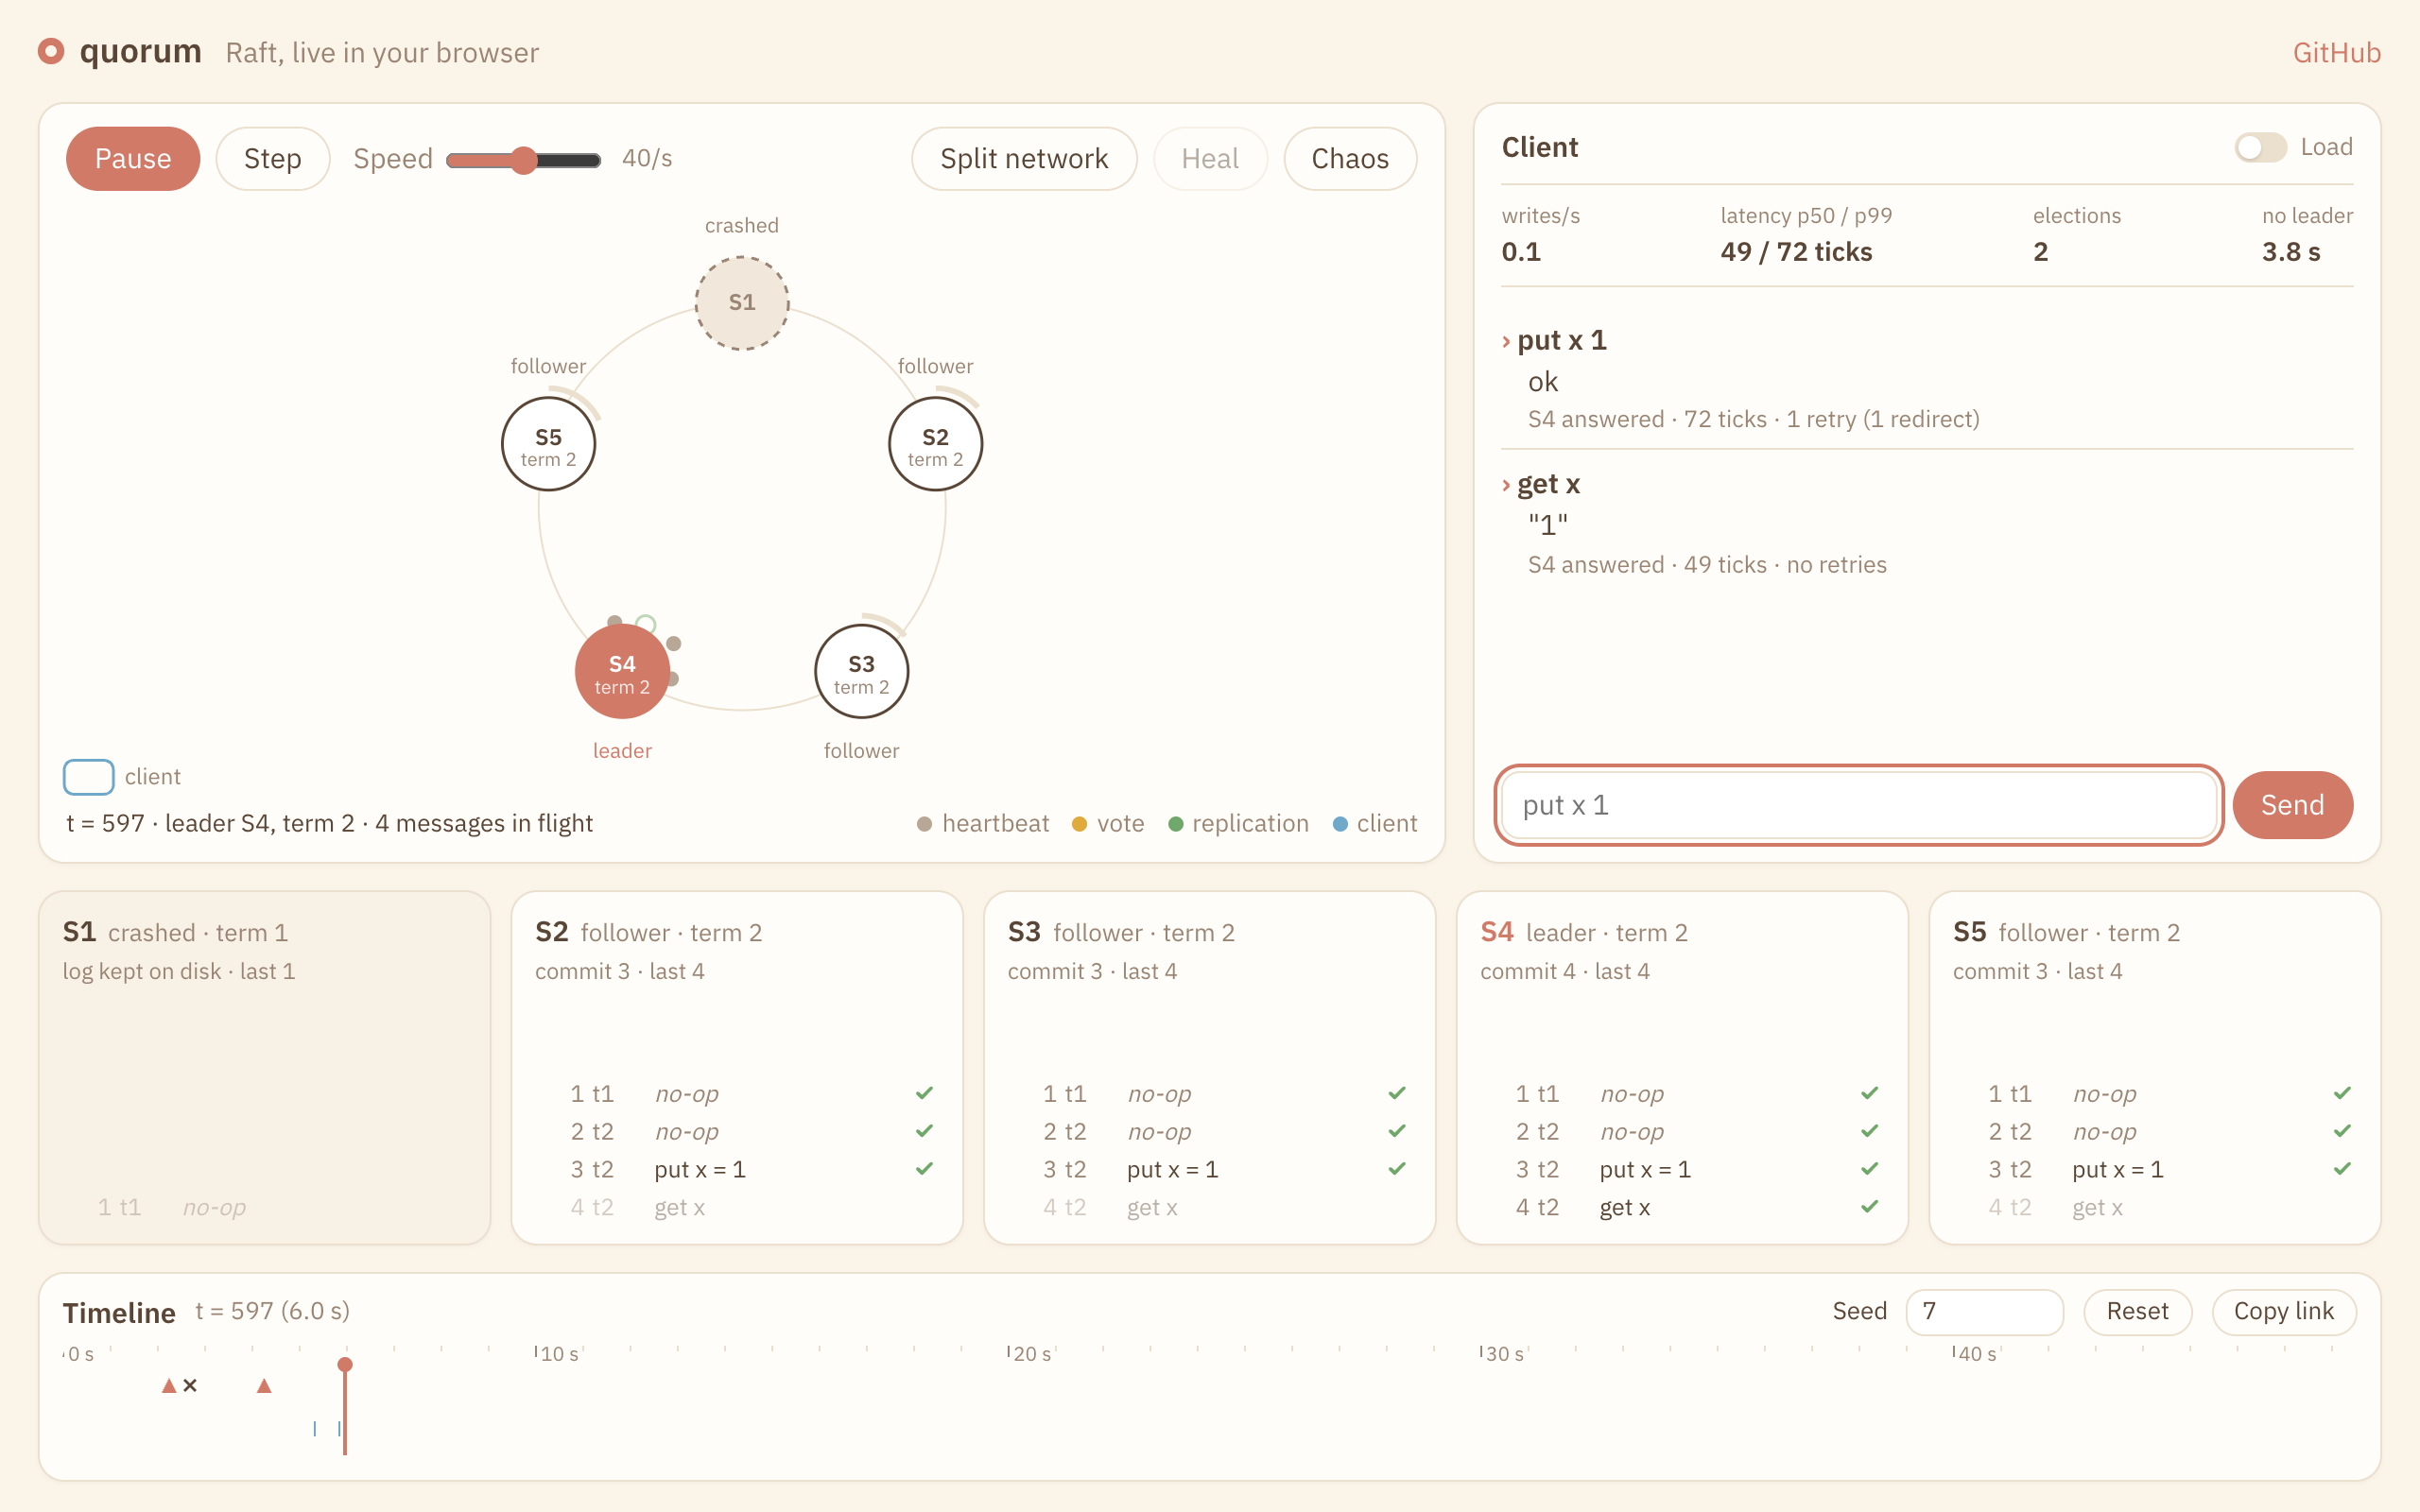 quorum Raft, live in your browser GitHub
Pause Step Speed 40/s Split network Heal Chaos
crashed
S1
follower follower
S5 S2
term 2 term 2
S4 S3
term 2 term 2
leader follower
client
t = 597 · leader S4, term 2 · 4 messages in flight heartbeat vote replication client
Client Load
writes/s latency p50 / p99 elections no leader
0.1 49 / 72 ticks 2 3.8 s
› put x 1
ok
S4 answered · 72 ticks · 1 retry (1 redirect)
› get x
"1"
S4 answered · 49 ticks · no retries
put x 1 Send
S1 crashed · term 1
log kept on disk · last 1
1 t1 no-op
S2 follower · term 2
commit 3 · last 4
1 t1 no-op ✓
2 t2 no-op ✓
3 t2 put x = 1 ✓
4 t2 get x
S3 follower · term 2
commit 3 · last 4
1 t1 no-op ✓
2 t2 no-op ✓
3 t2 put x = 1 ✓
4 t2 get x
S4 leader · term 2
commit 4 · last 4
1 t1 no-op ✓
2 t2 no-op ✓
3 t2 put x = 1 ✓
4 t2 get x ✓
S5 follower · term 2
commit 3 · last 4
1 t1 no-op ✓
2 t2 no-op ✓
3 t2 put x = 1 ✓
4 t2 get x
Timeline t = 597 (6.0 s) Seed 7 Reset Copy link
0 s 10 s 20 s 30 s 40 s